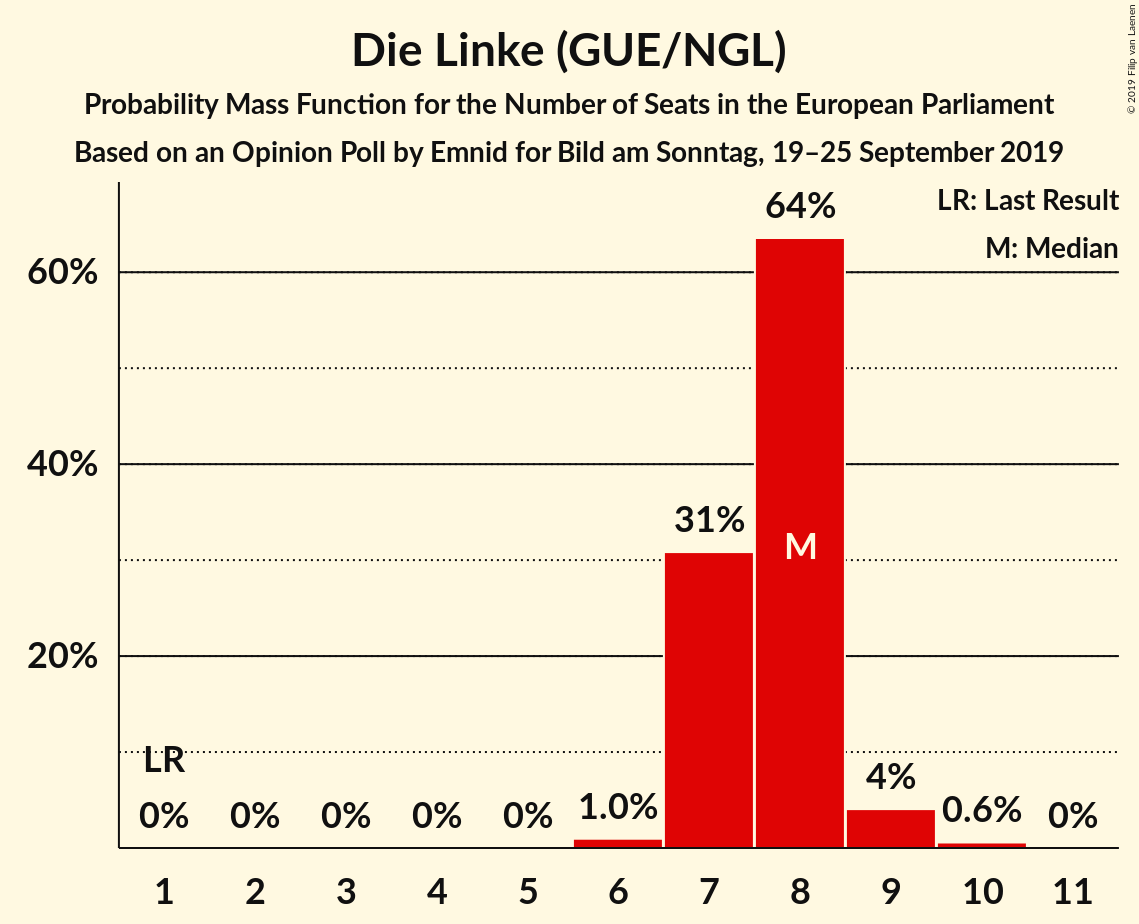 Die Linke (GUE/NGL)
Probability Mass Function for the Number of Seats in the European Parliament
Based on an Opinion Poll by Emnid for Bild am Sonntag, 19–25 September 2019
© 2019 Filip van Laenen
LR: Last Result
M: Median
64%
60%
40%
31%
M
20%
LR
0%
0%
0%
0%
0%
1.0%
4%
0.6%
0%
1 2 3 4 5 6 7 8 9 10 11